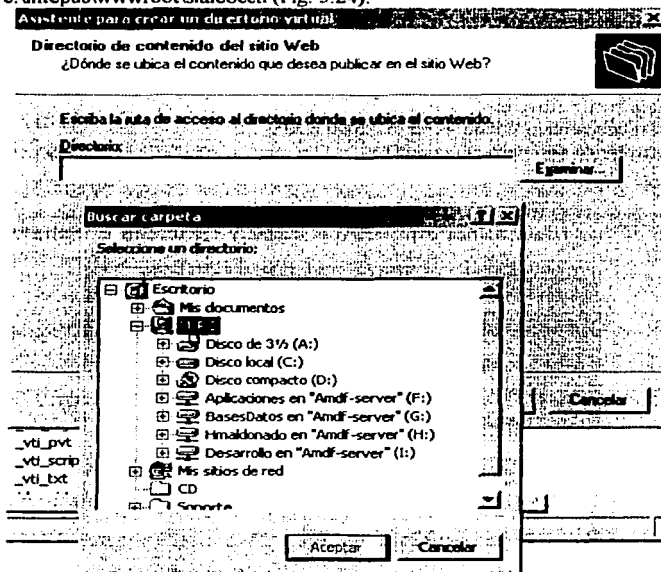 Asistente para crear un directorio virtual
Directorio de contenido del sitio Web
¿Dónde se ubica el contenido que desea publicar en el sitio Web?
Escriba la ruta de acceso al directorio donde se ubica el contenido.
Directorio:
Examinar...
Buscar carpeta
Seleccione un directorio:
Escritorio
Mis documentos
Disco de 3½ (A:)
Disco local (C:)
Disco compacto (D:)
Aplicaciones en "Amdf-server" (F:)
Cancelar
BasesDatos en "Amdf-server" (G:)
Hmaldonado en "Amdf-server" (H:)
_vti_pvt
Desarrollo en "Amdf-server" (I:)
_vti_scrip
Mis sitios de red
_vti_txt
CD
Soporte
Aceptar
Cancelar